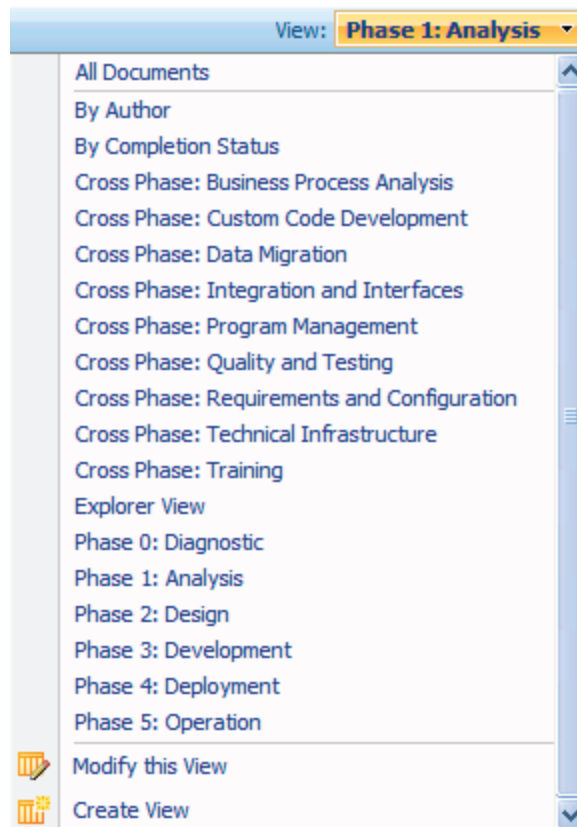 View: Phase 1: Analysis
All Documents
By Author
By Completion Status
Cross Phase: Business Process Analysis
Cross Phase: Custom Code Development
Cross Phase: Data Migration
Cross Phase: Integration and Interfaces
Cross Phase: Program Management
Cross Phase: Quality and Testing
Cross Phase: Requirements and Configuration
Cross Phase: Technical Infrastructure
Cross Phase: Training
Explorer View
Phase 0: Diagnostic
Phase 1: Analysis
Phase 2: Design
Phase 3: Development
Phase 4: Deployment
Phase 5: Operation
Modify this View
Create View